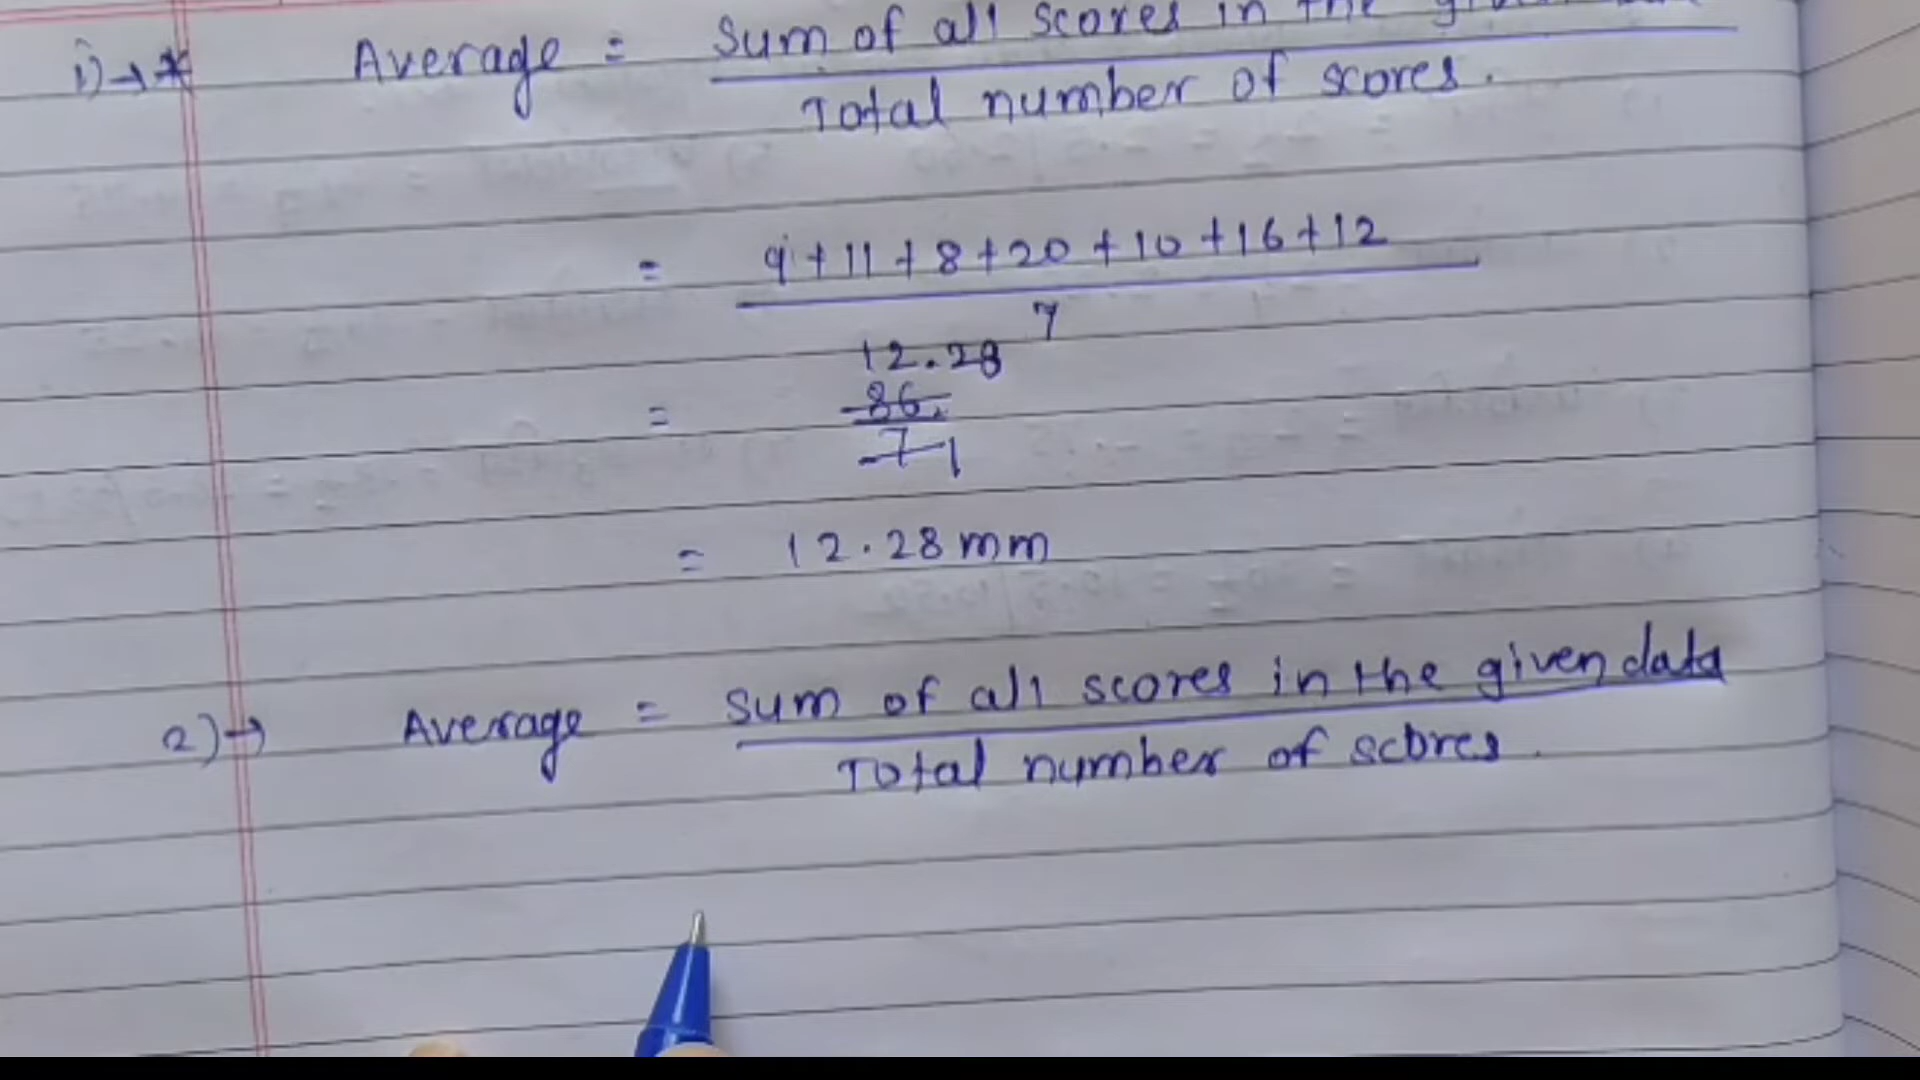 1)→* Average = Sum of all scores in the
Total number of scores.
= 9+11+8+20+10+16+12
7
12.28
= 86
7 1
= 12.28 mm
2)→ Average = Sum of all scores in the given data
Total number of scores.